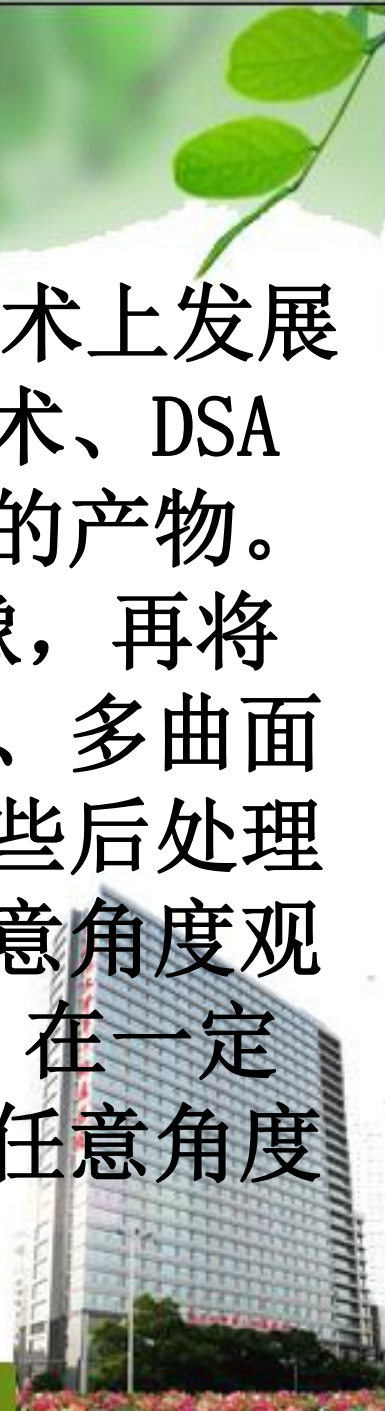 术上发展
术、DSA
的产物。
像，再将
、多曲面
些后处理
意角度观
在一定
任意角度